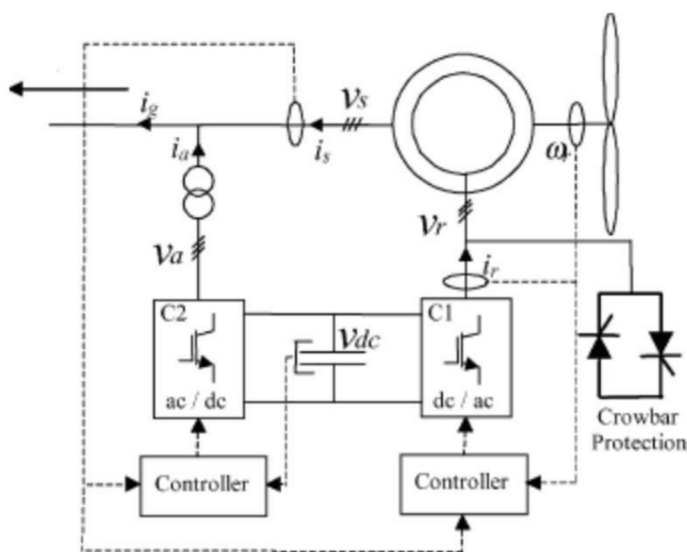 vs
ig
is
ia
ωr
vr
va
ir
C2
C1
vdc
ac / dc
dc / ac
Crowbar
Protection
Controller
Controller